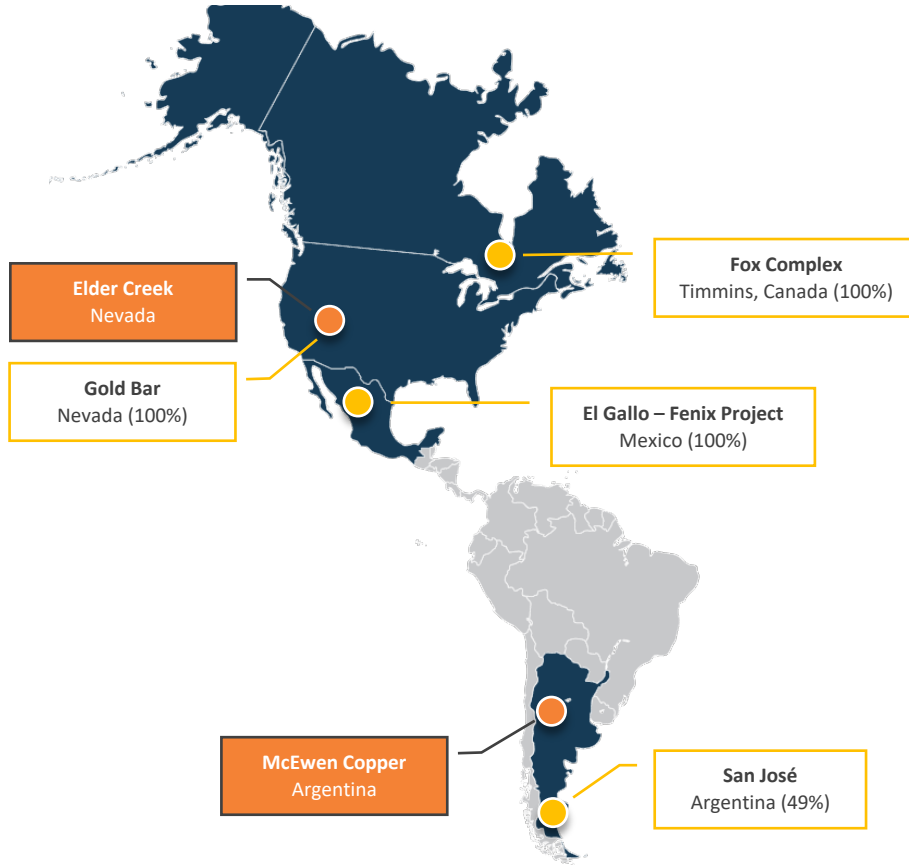 Elder Creek
Nevada
Fox Complex
Timmins, Canada (100%)
Gold Bar
Nevada (100%)
El Gallo – Fenix Project
Mexico (100%)
McEwen Copper
Argentina
San José
Argentina (49%)